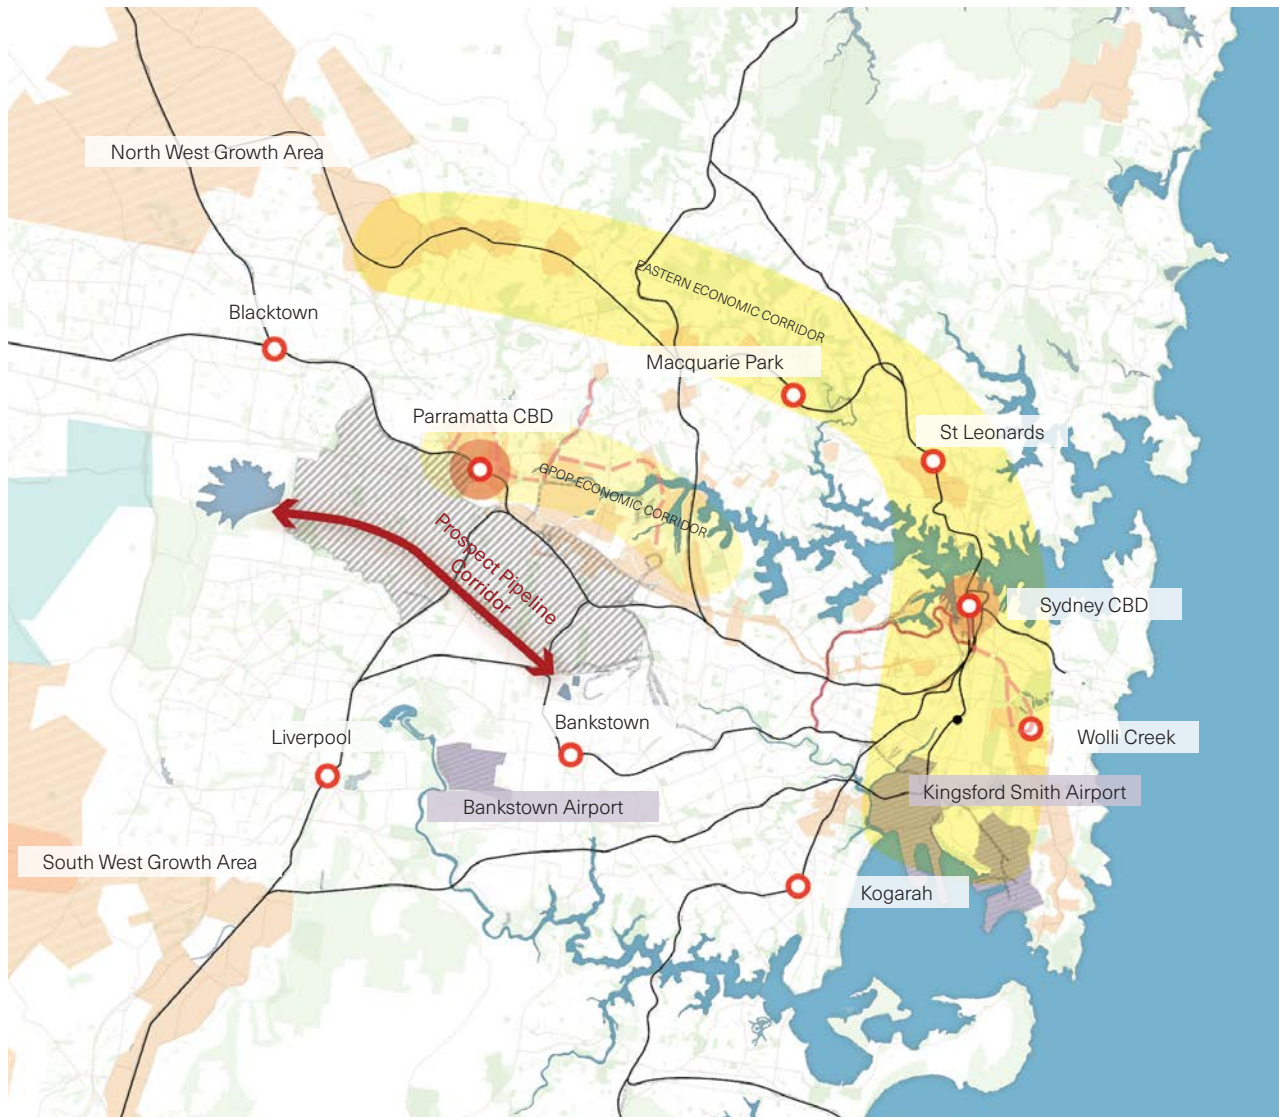 North West Growth Area
EASTERN ECONOMIC CORRIDOR
Blacktown
Macquarie Park
Parramatta CBD
St Leonards
GPOP ECONOMIC CORRIDOR
Prospect Pipeline
Corridor
Sydney CBD
Bankstown
Liverpool
Wolli Creek
Kingsford Smith Airport
Bankstown Airport
South West Growth Area
Kogarah